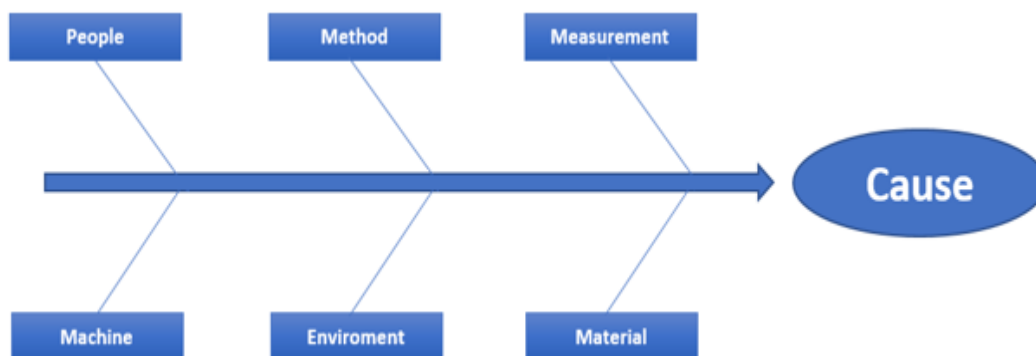 People
Method
Measurement
Cause
Machine
Enviroment
Material